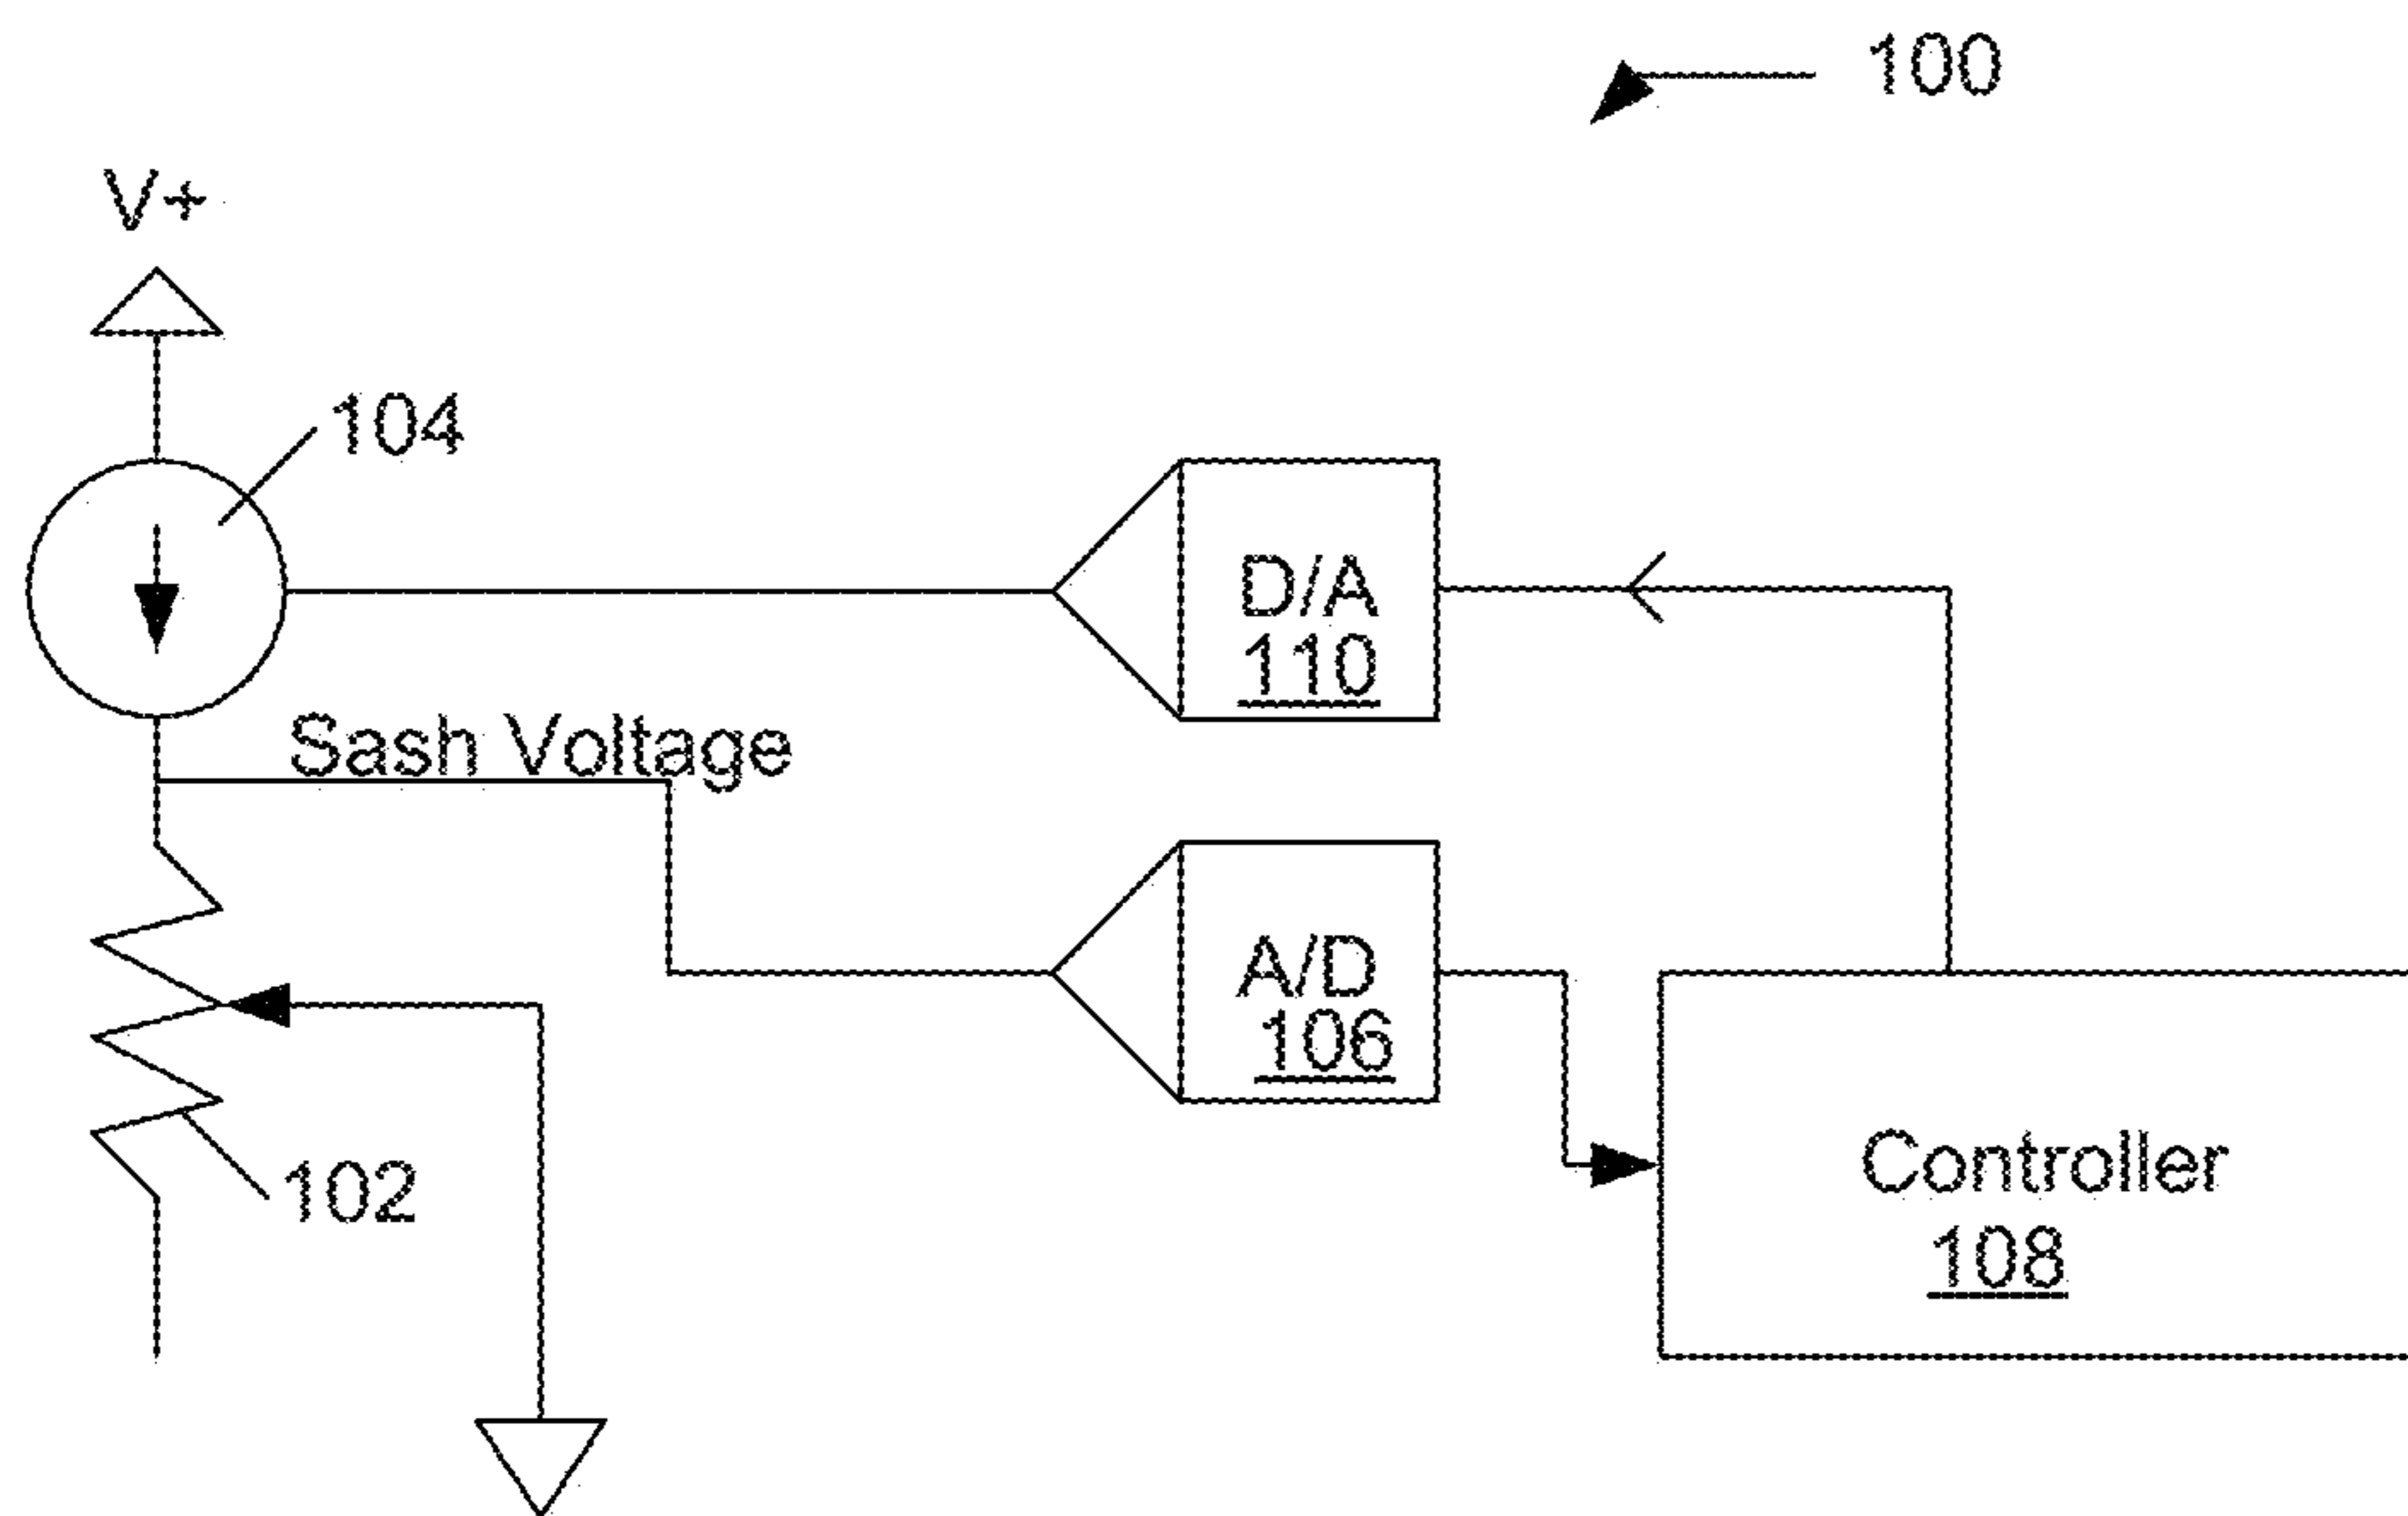 100
V+
104
D/A
110
Sash Voltage
A/D
106
102
Controller
108